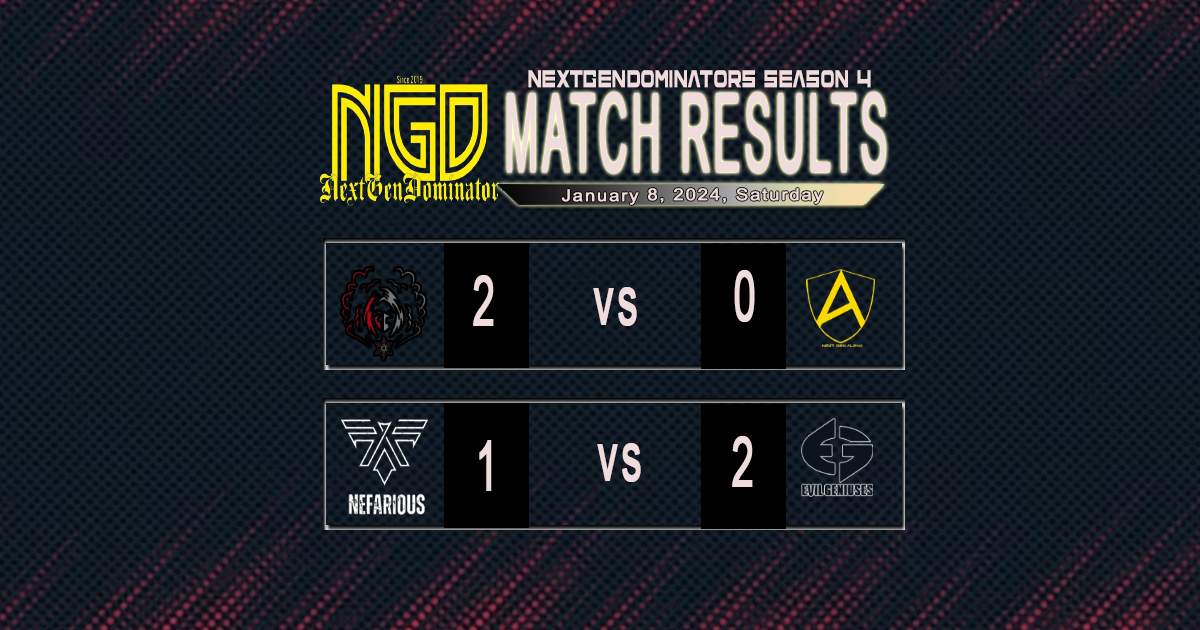 Since 2019
NGD
NextGenDominator
NEXTGENDOMINATORS SEASON 4
MATCH RESULTS
January 8, 2024, Saturday
2 VS 0
NEXT GEN ALPHA
1 VS 2
NEFARIOUS
EG
EVIL GENIUSES